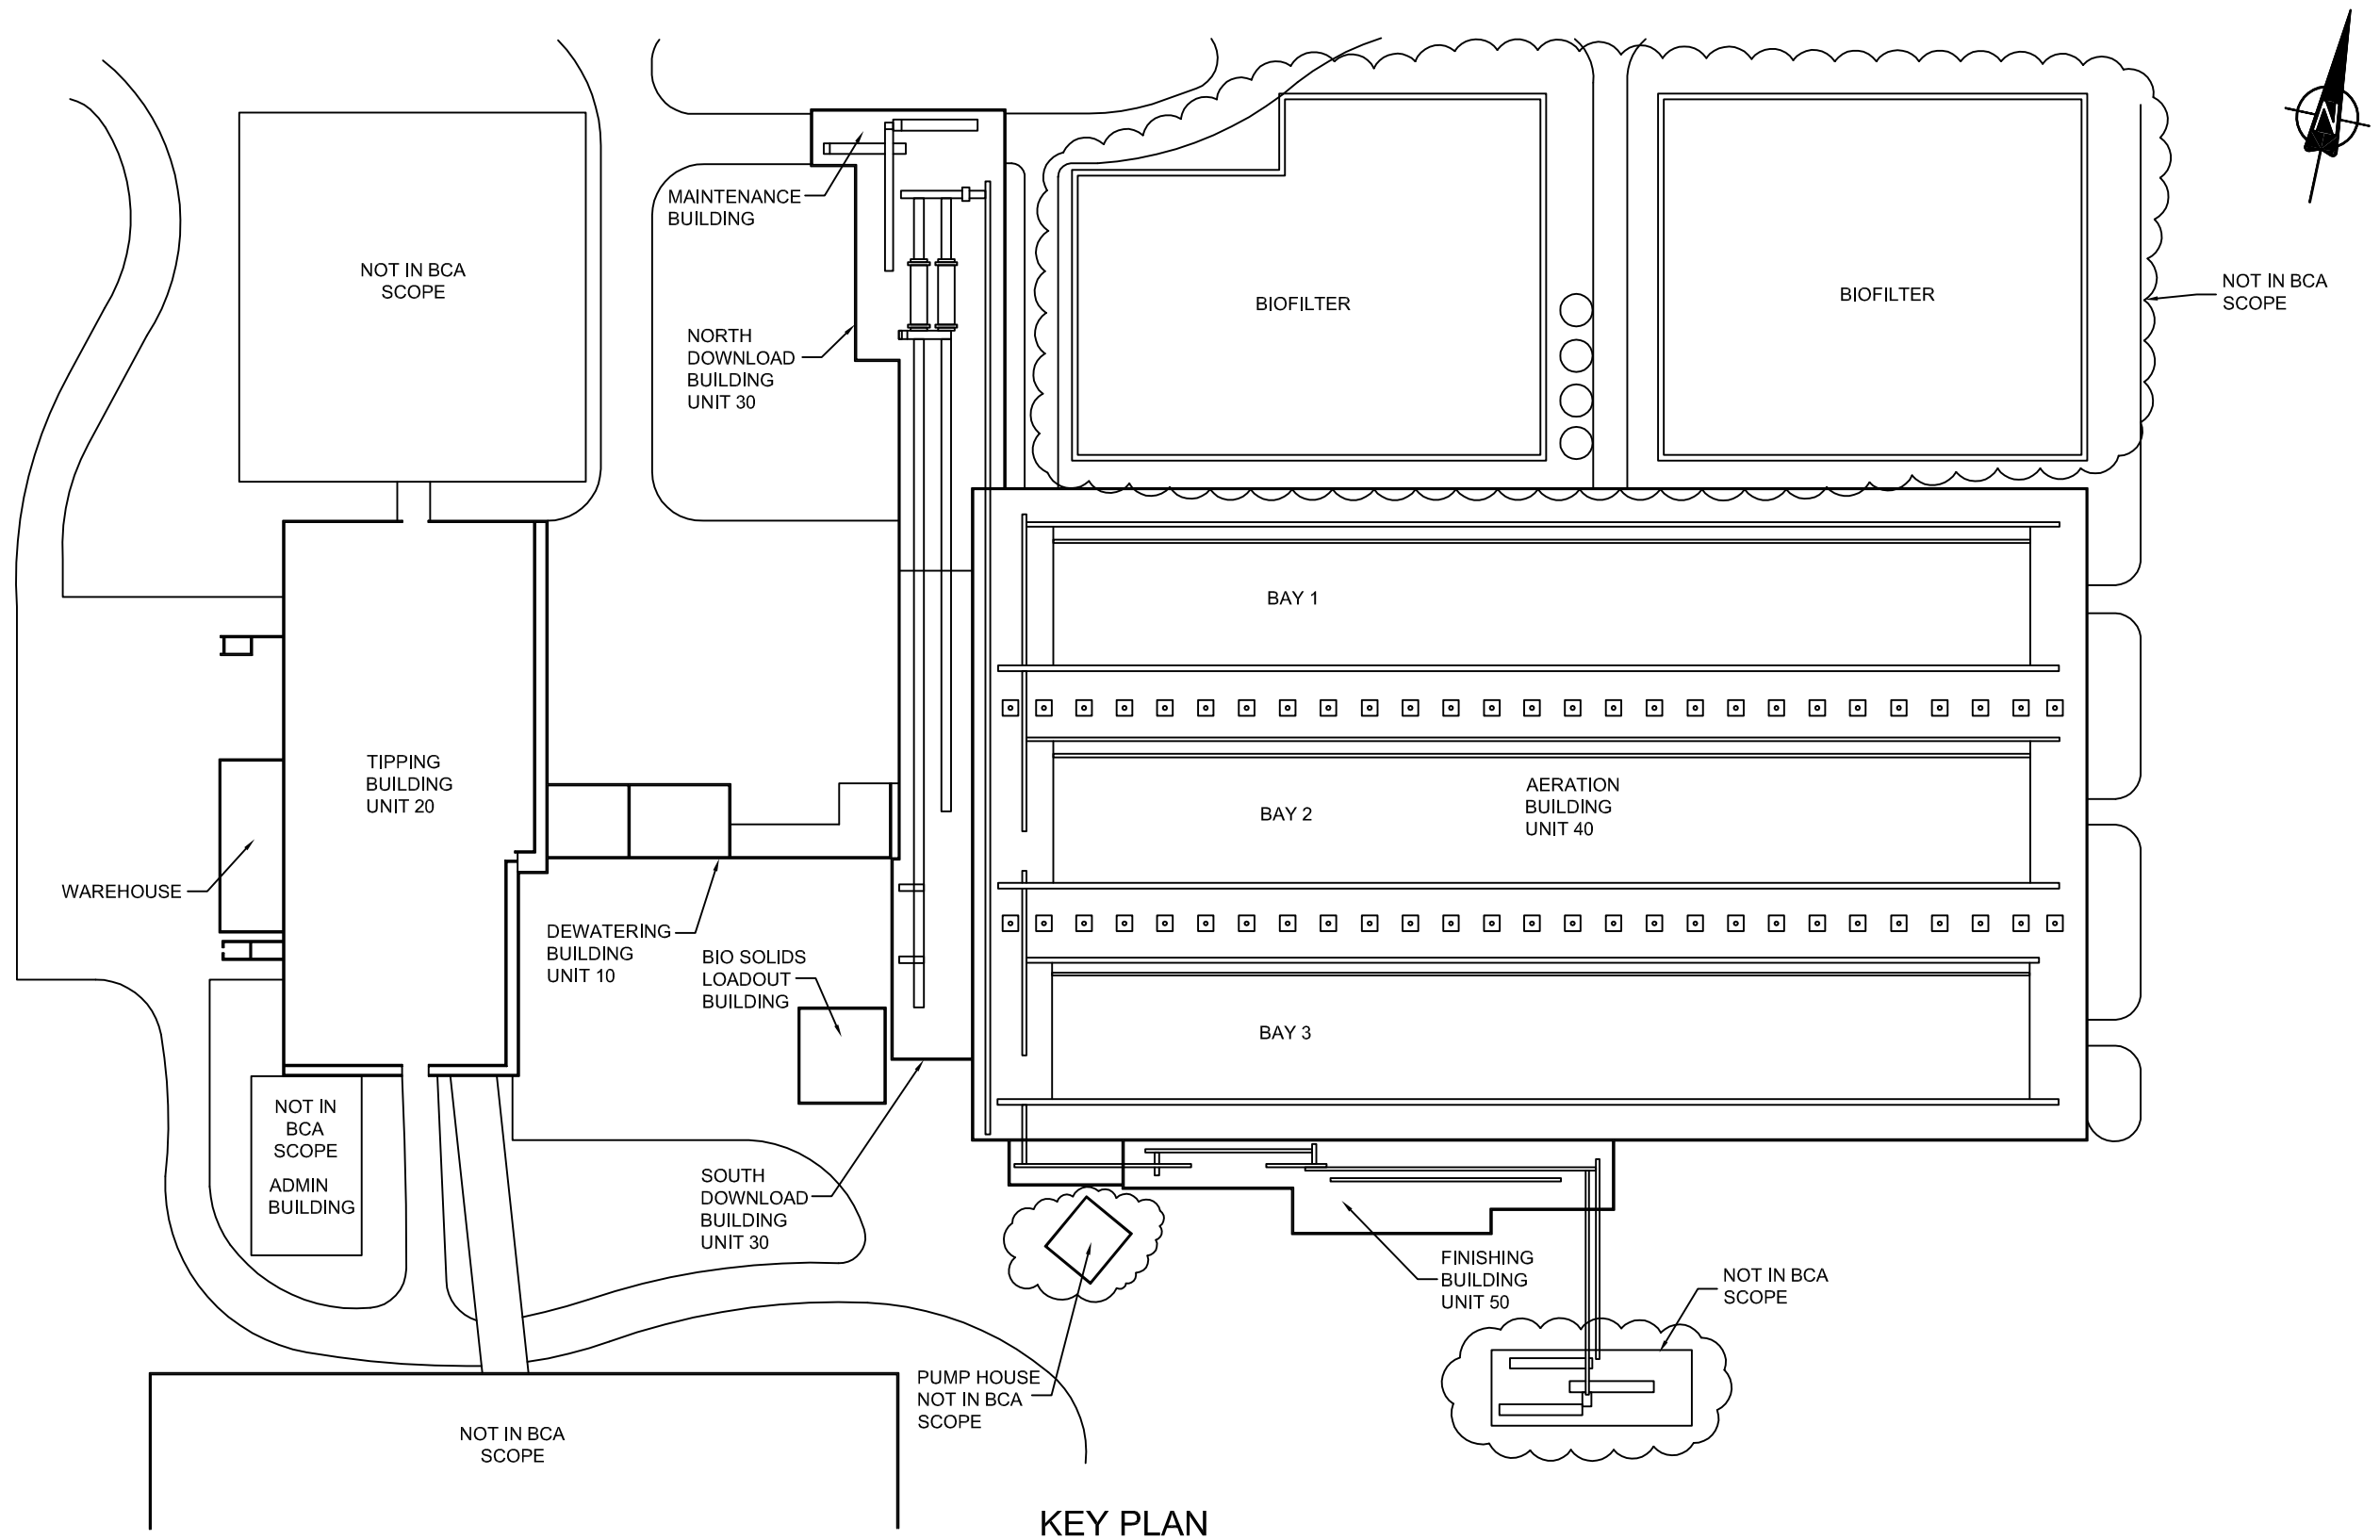 N
MAINTENANCE
BUILDING
NOT IN BCA
SCOPE
NORTH
DOWNLOAD
BUILDING
UNIT 30
BIOFILTER
BIOFILTER
NOT IN BCA
SCOPE
BAY 1
TIPPING
BUILDING
UNIT 20
BAY 2
AERATION
BUILDING
UNIT 40
WAREHOUSE
DEWATERING
BUILDING
UNIT 10
BIO SOLIDS
LOADOUT
BUILDING
BAY 3
NOT IN
BCA
SCOPE
ADMIN
BUILDING
SOUTH
DOWNLOAD
BUILDING
UNIT 30
FINISHING
BUILDING
UNIT 50
NOT IN BCA
SCOPE
PUMP HOUSE
NOT IN BCA
SCOPE
NOT IN BCA
SCOPE
KEY PLAN